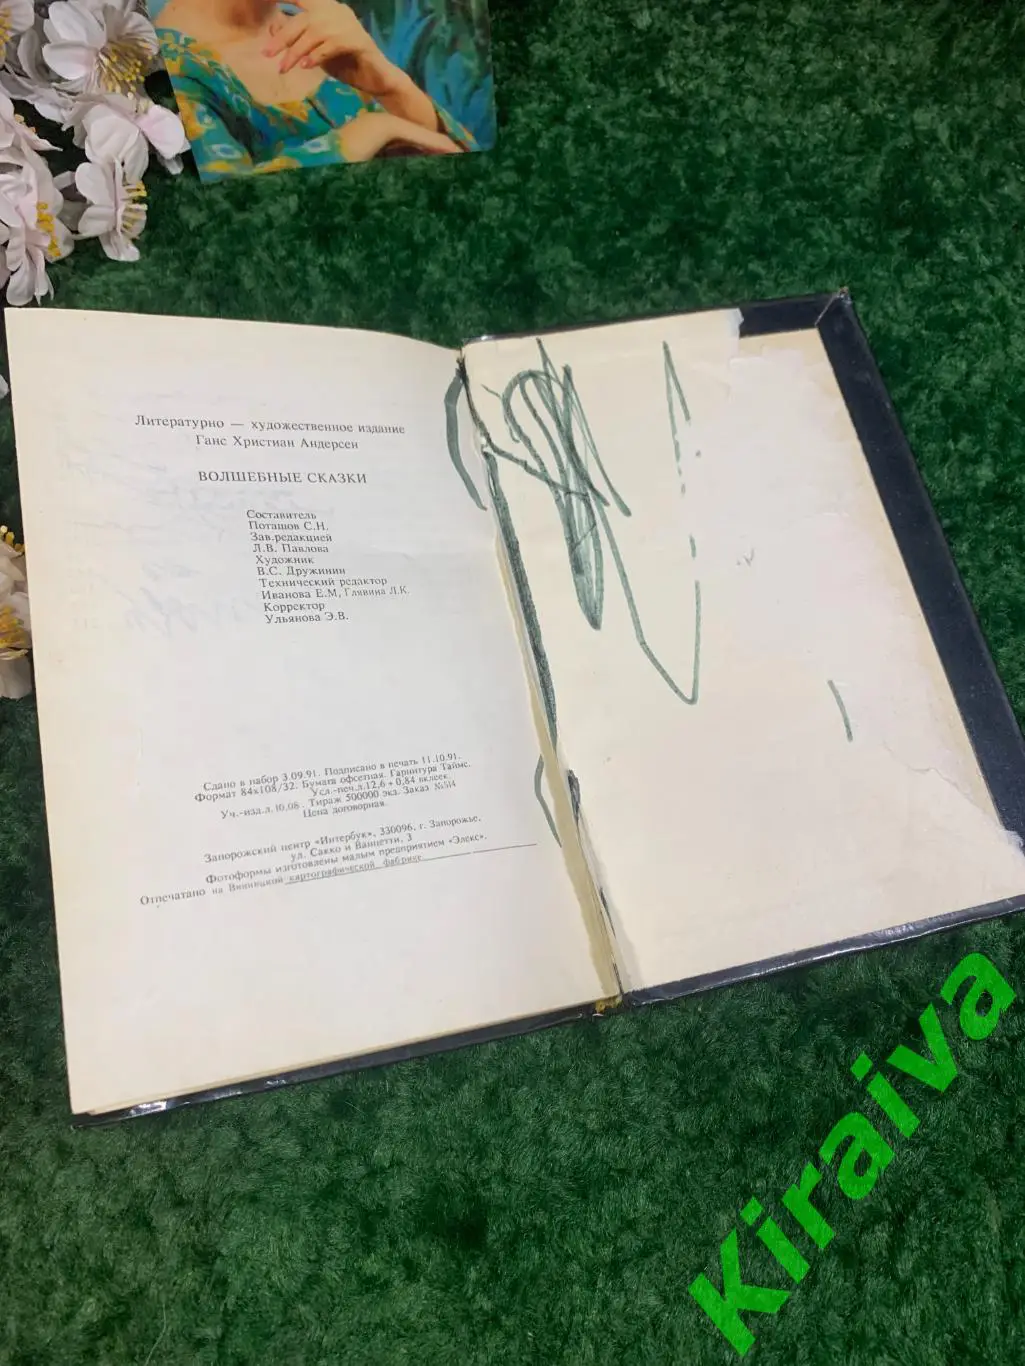 Литературно — художественное издание
Ганс Христиан Андерсен
ВОЛШЕБНЫЕ СКАЗКИ
Составитель
Поташов С.Н.
Зав.редакцией
Л.В. Павлова
Художник
В.С. Дружинин
Технический редактор
Иванова Е.М, Глявина Л.К.
Корректор
Ульянова Э.В.
Сдано в набор 3.09.91. Подписано в печать 11.10.91.
Формат 84х108/32. Бумага офсетная. Гарнитура Таймс.
Усл.-печ.л.12,6 + 0,84 вклеек.
Уч.-изд.л.10,08 . Тираж 500000 экз. Заказ №514
Цена договорная.
Запорожский центр «Интербук», 330096, г. Запорожье,
ул. Сакко и Ванцетти, 3
Фотоформы изготовлены малым предприятием «Элекс».
Отпечатано на Винницкой картографической фабрике
Kiraiva